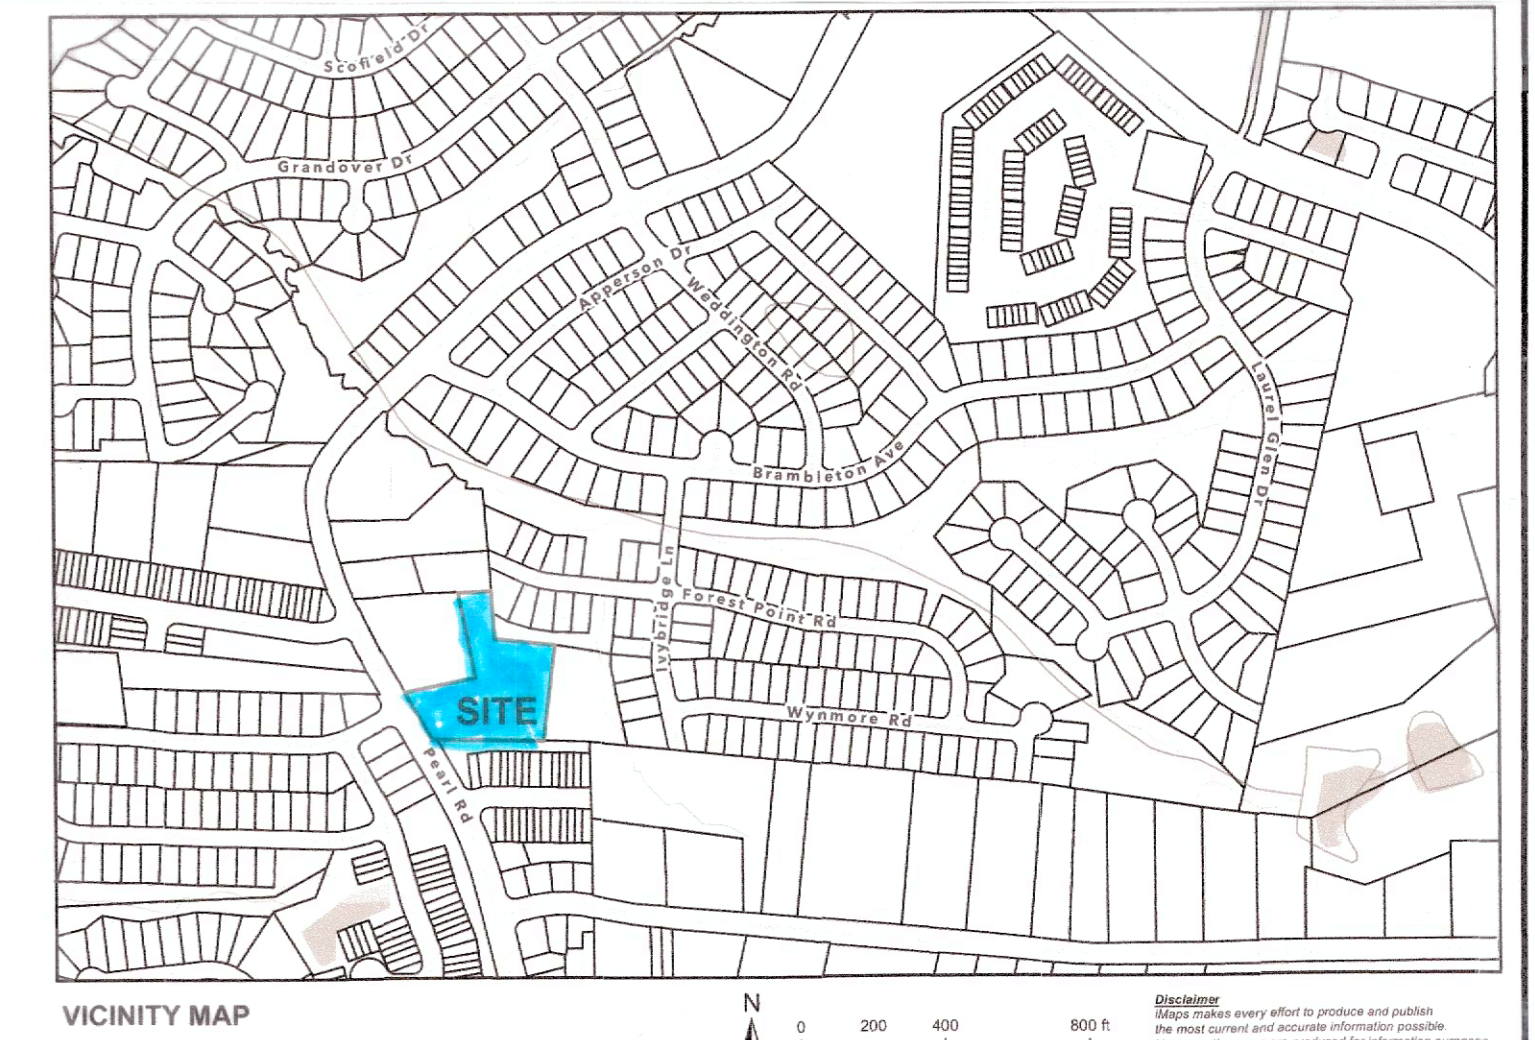 Scofield Dr
Grandover Dr
Apperson Dr
Weddington Rd
Laurel Glen Dr
Brambleton Ave
Ivybridge Ln
Forest Point Rd
SITE
Wynmore Rd
Pearl Rd
VICINITY MAP
N
0 200 400 800 ft
Disclaimer
iMaps makes every effort to produce and publish
the most current and accurate information possible.